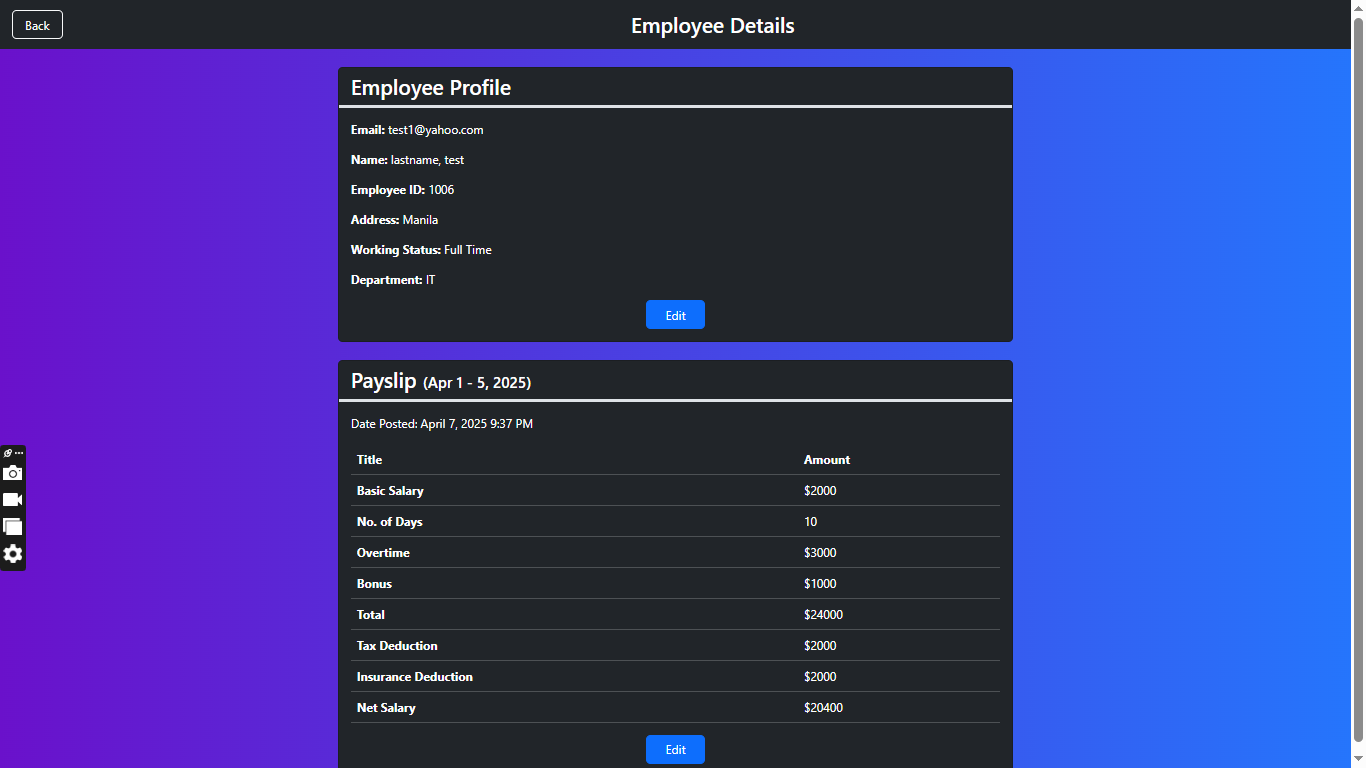 Back
Employee Details
Employee Profile
Email: test1@yahoo.com
Name: lastname, test
Employee ID: 1006
Address: Manila
Working Status: Full Time
Department: IT
Edit
Payslip (Apr 1 - 5, 2025)
Date Posted: April 7, 2025 9:37 PM
Title Amount
Basic Salary $2000
No. of Days 10
Overtime $3000
Bonus $1000
Total $24000
Tax Deduction $2000
Insurance Deduction $2000
Net Salary $20400
Edit